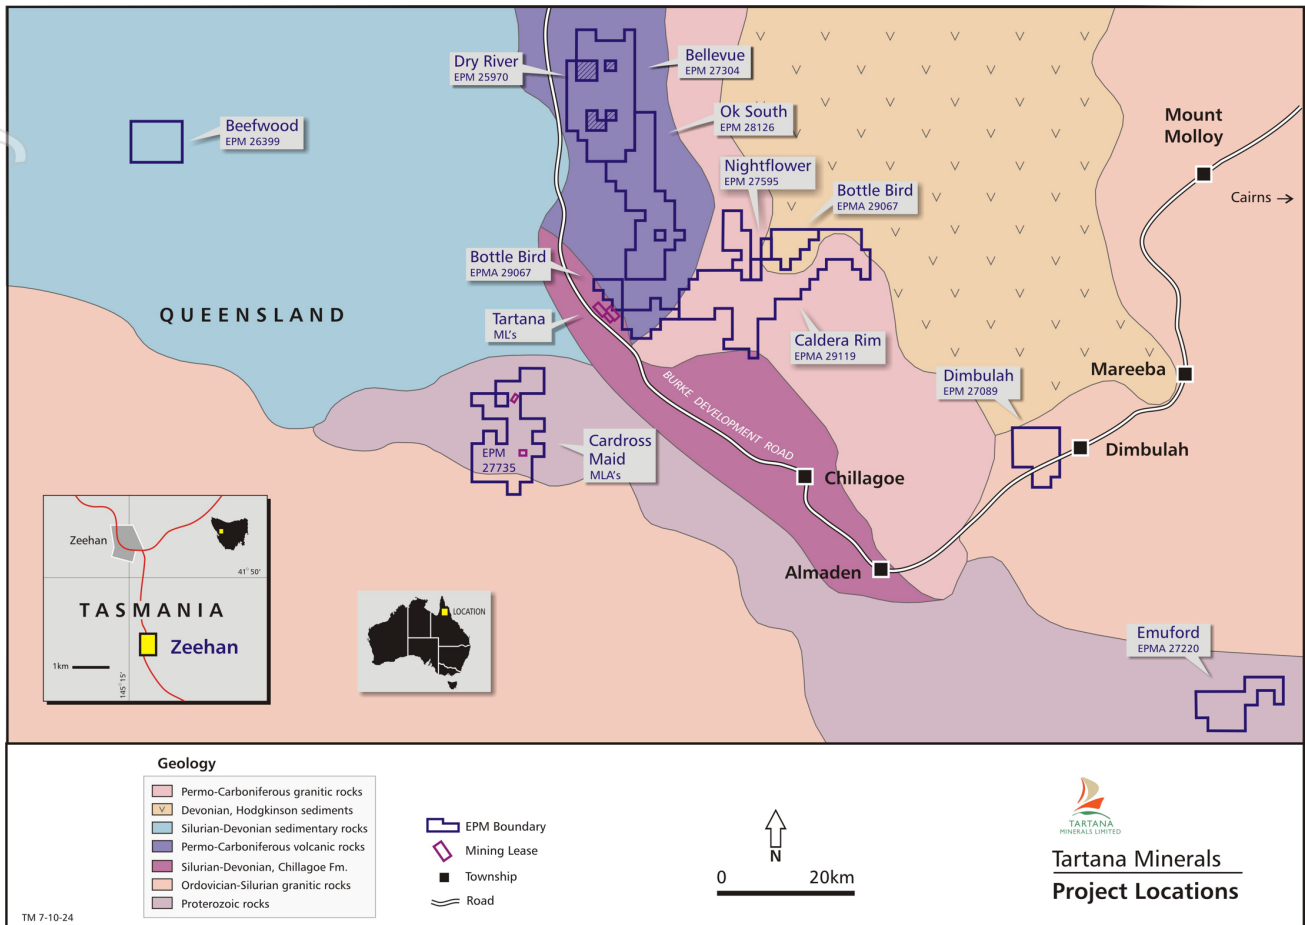 Dry River
EPM 25970
Bellevue
EPM 27304
Beefwood
EPM 26399
Ok South
EPM 28126
Mount
Molloy
Nightflower
EPM 27595
Bottle Bird
EPMA 29067
Cairns
Bottle Bird
EPMA 29067
QUEENSLAND
Tartana
ML's
Caldera Rim
EPMA 29119
Dimbulah
EPM 27089
Mareeba
BURKE DEVELOPMENT ROAD
Cardross
Maid
MLA's
EPM
27735
Dimbulah
Chillagoe
Almaden
Zeehan
41° 50'
TASMANIA
Zeehan
1km
145° 15'
LOCATION
Emuford
EPMA 27220
Geology
Permo-Carboniferous granitic rocks
V Devonian, Hodgkinson sediments
Silurian-Devonian sedimentary rocks
Permo-Carboniferous volcanic rocks
Silurian-Devonian, Chillagoe Fm.
Ordovician-Silurian granitic rocks
Proterozoic rocks
EPM Boundary
Mining Lease
Township
Road
N
0 20km
TARTANA
MINERALS LIMITED
Tartana Minerals
Project Locations
TM 7-10-24